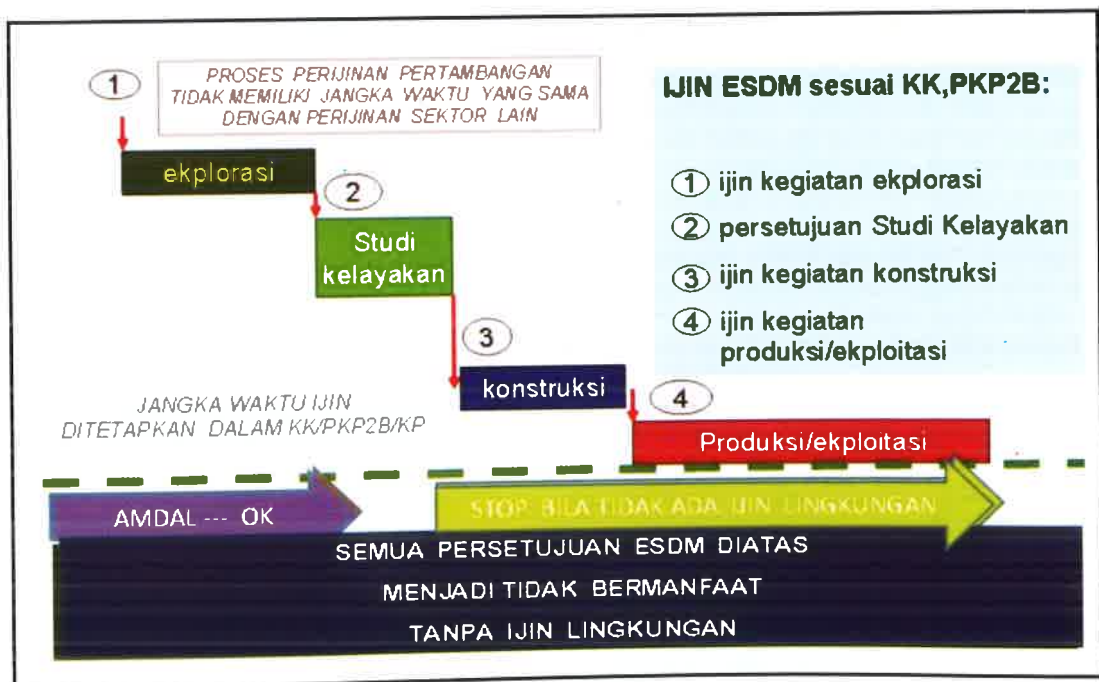 1
PROSES PERIJINAN PERTAMBANGAN
TIDAK MEMILIKI JANGKA WAKTU YANG SAMA
DENGAN PERIJINAN SEKTOR LAIN
ekplorasi
2
Studi
kelayakan
3
konstruksi
4
Produksi/ekploitasi
IJIN ESDM sesuai KK,PKP2B:
1 ijin kegiatan ekplorasi
2 persetujuan Studi Kelayakan
3 ijin kegiatan konstruksi
4 ijin kegiatan
produksi/ekploitasi
JANGKA WAKTU IJIN
DITETAPKAN DALAM KK/PKP2B/KP
AMDAL --- OK
STOP BILA TIDAK ADA IJIN LINGKUNGAN
SEMUA PERSETUJUAN ESDM DIATAS
MENJADI TIDAK BERMANFAAT
TANPA IJIN LINGKUNGAN